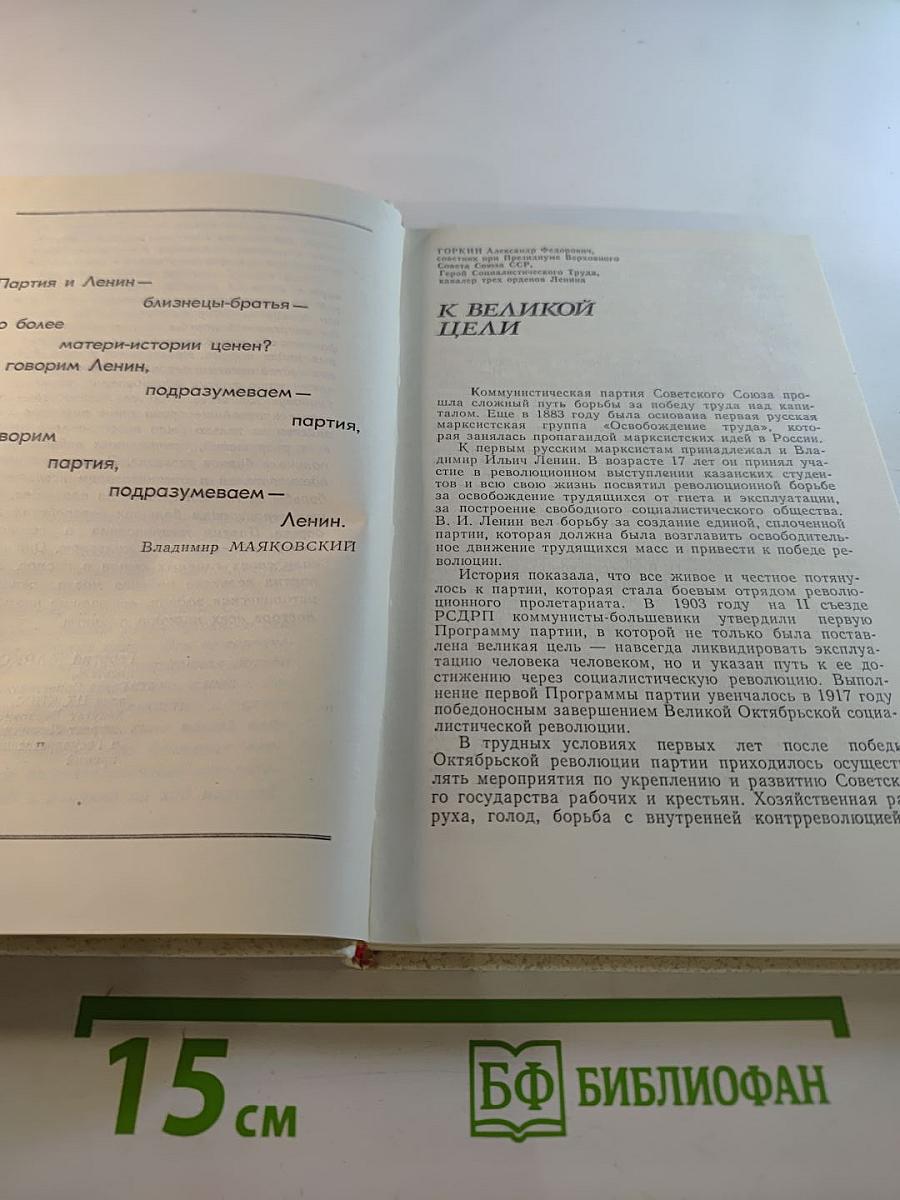 Партия и Ленин —
близнецы-братья —
о более
матери-истории ценен?
говорим Ленин,
подразумеваем —
партия,
ворим
партия,
подразумеваем —
Ленин.
Владимир МАЯКОВСКИЙ
ГОРКИН Александр Федорович,
советник при Президиуме Верховного
Совета Союза ССР,
Герой Социалистического Труда,
кавалер трех орденов Ленина
К ВЕЛИКОЙ
ЦЕЛИ
Коммунистическая партия Советского Союза про-
шла сложный путь борьбы за победу труда над капи-
талом. Еще в 1883 году была основана первая русская
марксистская группа «Освобождение труда», кото-
рая занялась пропагандой марксистских идей в России.
К первым русским марксистам принадлежал и Вла-
димир Ильич Ленин. В возрасте 17 лет он принял уча-
стие в революционном выступлении казанских студен-
тов и всю свою жизнь посвятил революционной борьбе
за освобождение трудящихся от гнета и эксплуатации,
за построение свободного социалистического общества.
В. И. Ленин вел борьбу за создание единой, сплоченной
партии, которая должна была возглавить освободитель-
ное движение трудящихся масс и привести к победе ре-
волюции.
История показала, что все живое и честное потяну-
лось к партии, которая стала боевым отрядом револю-
ционного пролетариата. В 1903 году на II съезде
РСДРП коммунисты-большевики утвердили первую
Программу партии, в которой не только была постав-
лена великая цель — навсегда ликвидировать эксплуа-
тацию человека человеком, но и указан путь к ее до-
стижению через социалистическую революцию. Выпол-
нение первой Программы партии увенчалось в 1917 году
победоносным завершением Великой Октябрьской социа-
листической революции.
В трудных условиях первых лет после победы
Октябрьской революции партии приходилось осущест
лять мероприятия по укреплению и развитию Советск
го государства рабочих и крестьян. Хозяйственная ра
руха, голод, борьба с внутренней контрреволюцией
15 см
БФ БИБЛИОФАН